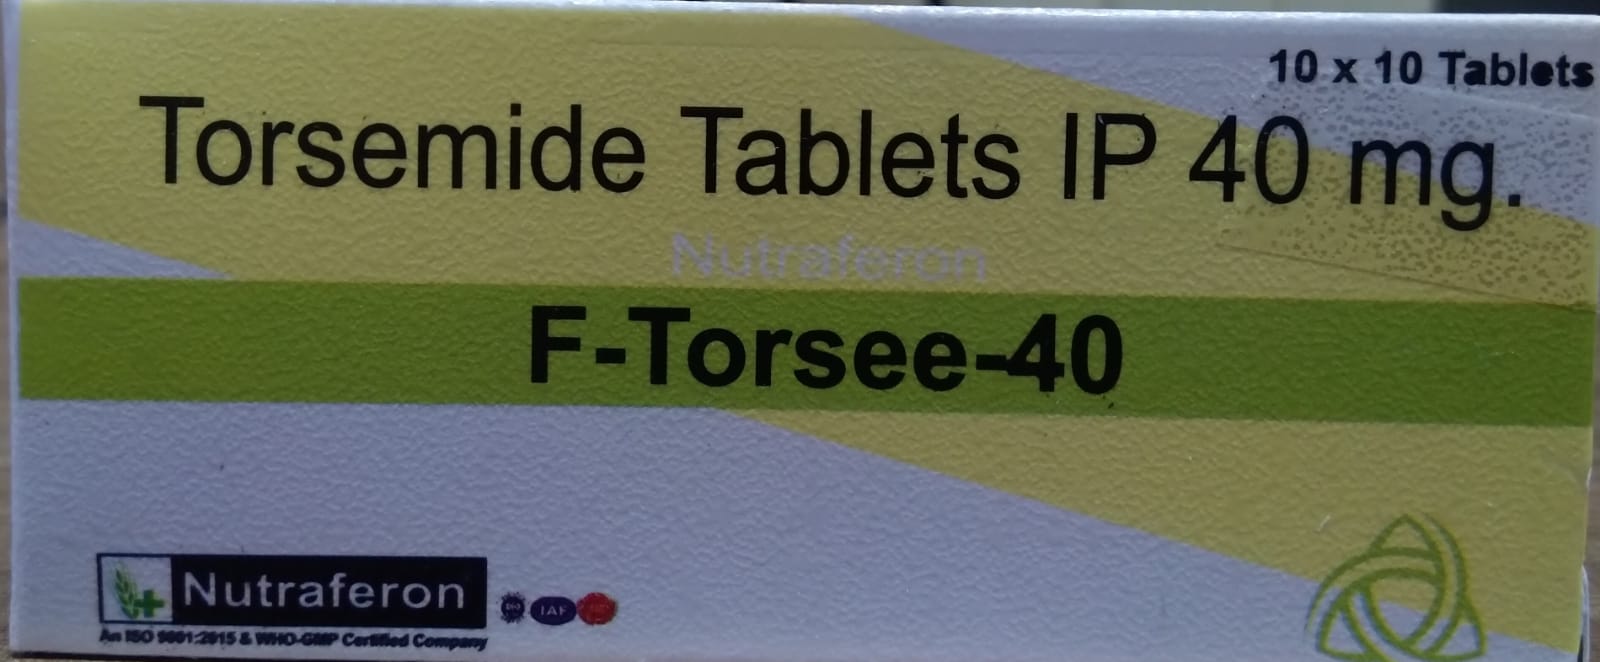 10 x 10 Tablets
Torsemide Tablets IP 40 mg.
Nutraferon
F-Torsee-40
Nutraferon
IAF
An ISO 9001:2015 & WHO-GMP Certified Company